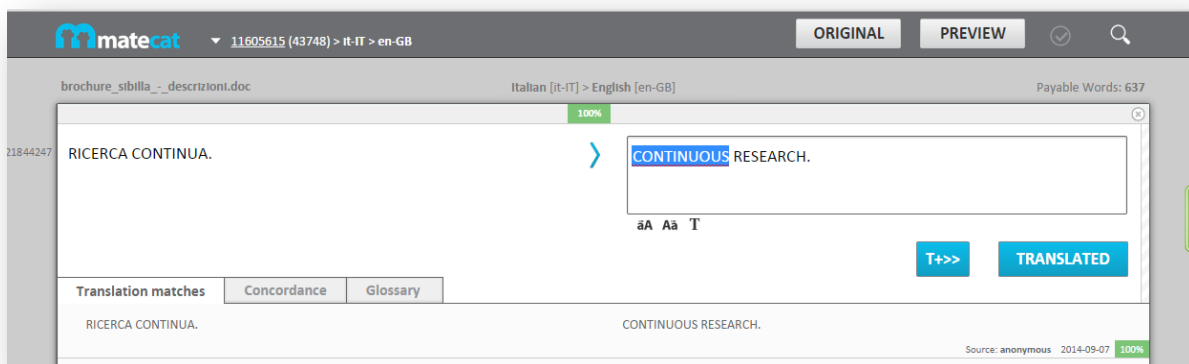 matecat
11605615 (43748) > it-IT > en-GB
ORIGINAL
PREVIEW
brochure_sibilla_-_descrizioni.doc
Italian [it-IT] > English [en-GB]
Payable Words: 637
100%
21844247
RICERCA CONTINUA.
CONTINUOUS RESEARCH.
äA Aä T
T+>>
TRANSLATED
Translation matches
Concordance
Glossary
RICERCA CONTINUA.
CONTINUOUS RESEARCH.
Source: anonymous 2014-09-07 100%